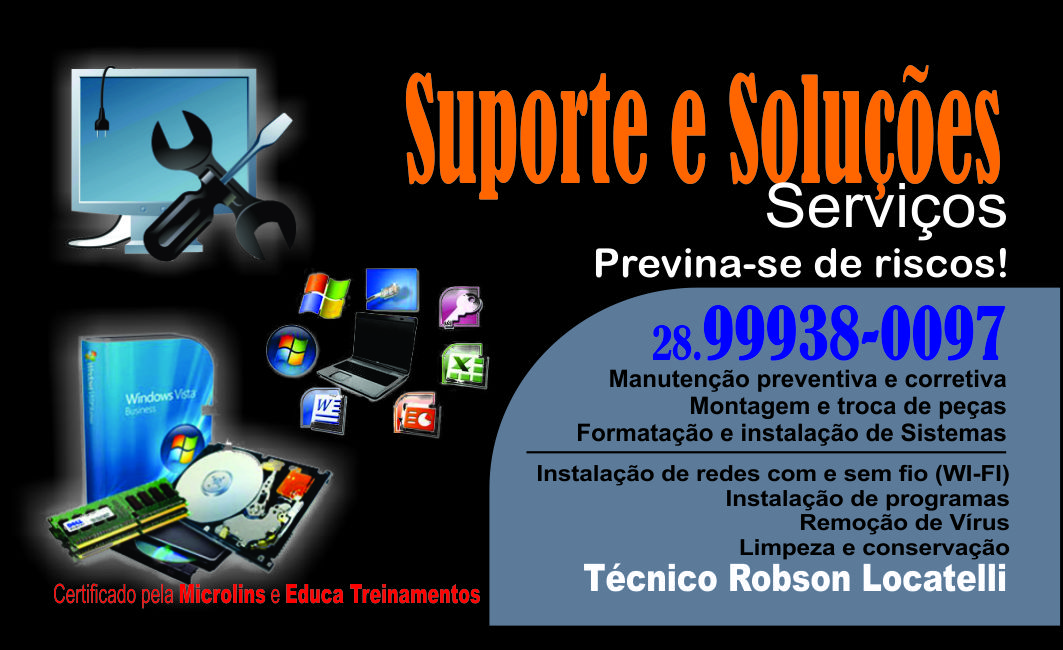 Suporte e Soluções
Serviços
Previna-se de riscos!
28.99938-0097
Manutenção preventiva e corretiva
Montagem e troca de peças
Formatação e instalação de Sistemas
Instalação de redes com e sem fio (WI-FI)
Instalação de programas
Remoção de Vírus
Limpeza e conservação
Técnico Robson Locatelli
Windows Vista
Business
DELL
Certificado pela Microlins e Educa Treinamentos